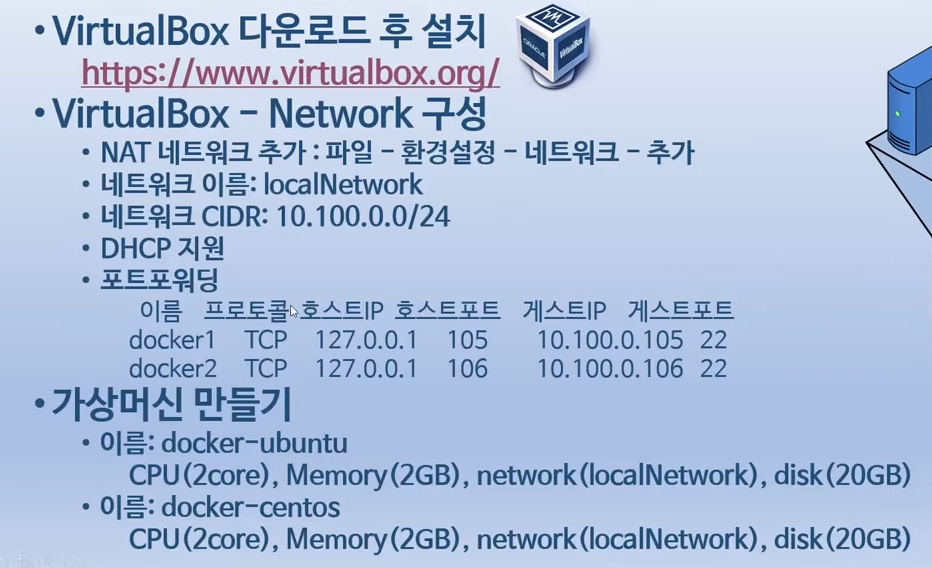 • VirtualBox 다운로드 후 설치
https://www.virtualbox.org/
ORACLE
VirtualBox
• VirtualBox - Network 구성
• NAT 네트워크 추가 : 파일 - 환경설정 - 네트워크 - 추가
• 네트워크 이름: localNetwork
• 네트워크 CIDR: 10.100.0.0/24
• DHCP 지원
• 포트포워딩
이름 프로토콜 호스트IP 호스트포트 게스트IP 게스트포트
docker1 TCP 127.0.0.1 105 10.100.0.105 22
docker2 TCP 127.0.0.1 106 10.100.0.106 22
• 가상머신 만들기
• 이름: docker-ubuntu
CPU(2core), Memory(2GB), network(localNetwork), disk(20GB)
• 이름: docker-centos
CPU(2core), Memory(2GB), network(localNetwork), disk(20GB)